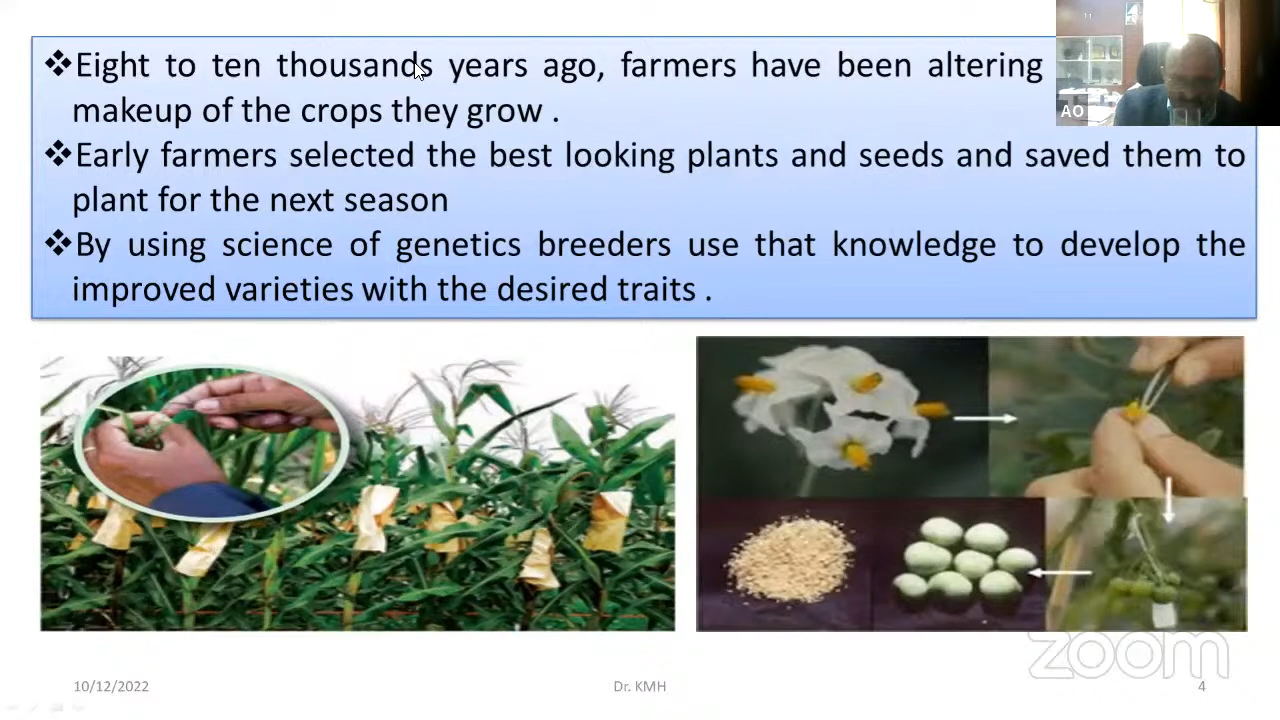 ❖Eight to ten thousands years ago, farmers have been altering
makeup of the crops they grow .
❖Early farmers selected the best looking plants and seeds and saved them to
plant for the next season
❖By using science of genetics breeders use that knowledge to develop the
improved varieties with the desired traits .
AO
zoom
10/12/2022
Dr. KMH
4